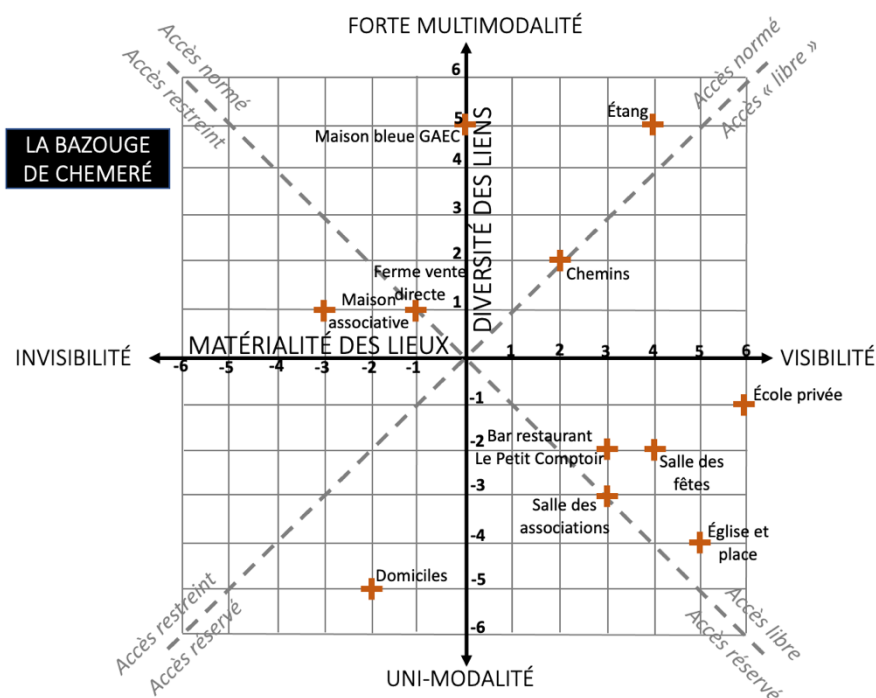 FORTE MULTIMODALITÉ
Accès normé
Accès restreint
Accès normé
Accès « libre »
LA BAZOUGE
DE CHEMERÉ
6
5
4
3
2
1
DIVERSITÉ DES LIENS
Maison bleue GAEC
Étang
Chemins
Ferme vente
directe
Maison
associative
INVISIBILITÉ
MATÉRIALITÉ DES LIEUX
VISIBILITÉ
-6 -5 -4 -3 -2 -1 1 2 3 4 5 6
-1
-2
-3
-4
-5
-6
École privée
Bar restaurant
Le Petit Comptoir
Salle des
fêtes
Salle des
associations
Église et
place
Domiciles
Accès restreint
Accès réservé
Accès libre
Accès réservé
UNI-MODALITÉ